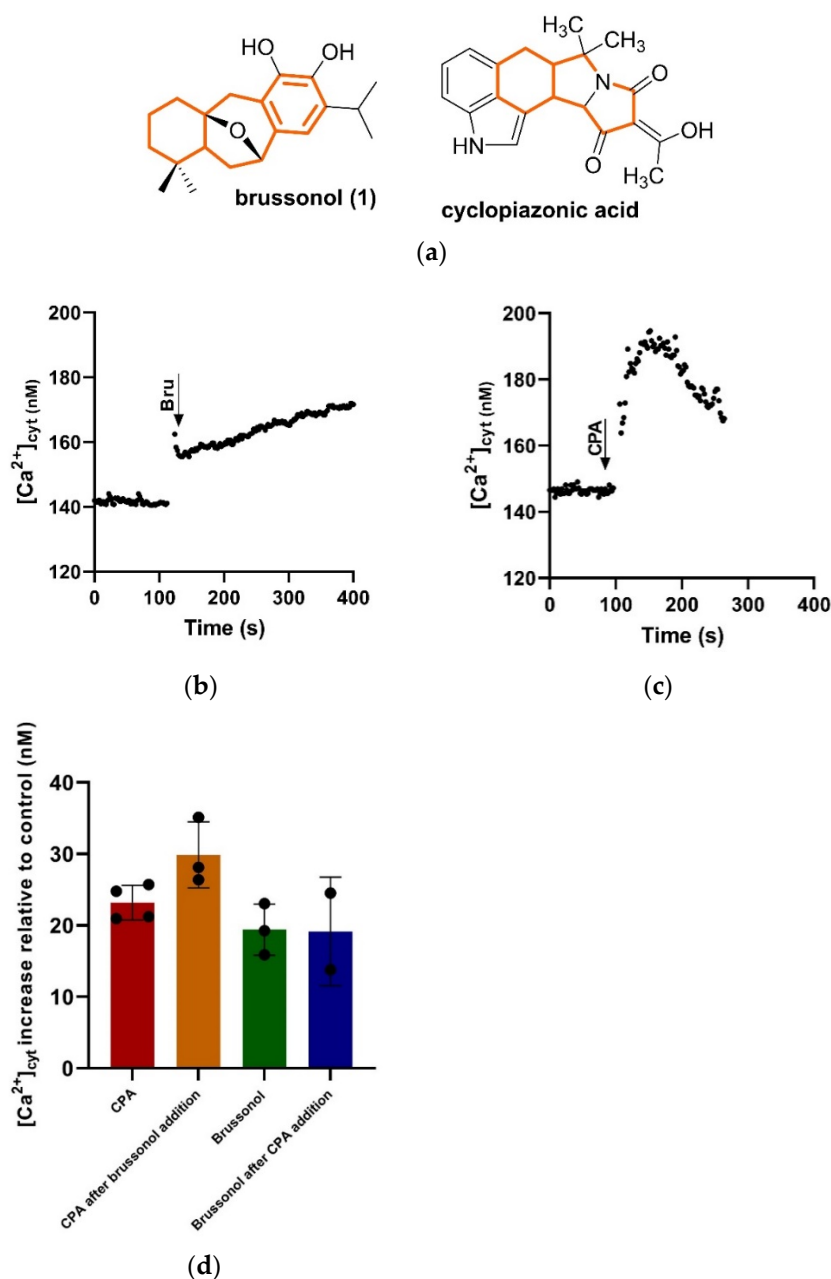 HO
OH
O
brussonol (1)
H₃C
CH₃
N
O
HN
O
OH
CH₃
cyclopiazonic acid
(a)
200
180
160
140
120
[Ca²⁺]cyt (nM)
Bru
0 100 200 300 400
Time (s)
(b)
200
180
160
140
120
[Ca²⁺]cyt (nM)
CPA
0 100 200 300 400
Time (s)
(c)
[Ca²⁺]cyt increase relative to control (nM)
40
30
20
10
0
CPA
CPA after brussonol addition
Brussonol
Brussonol after CPA addition
(d)